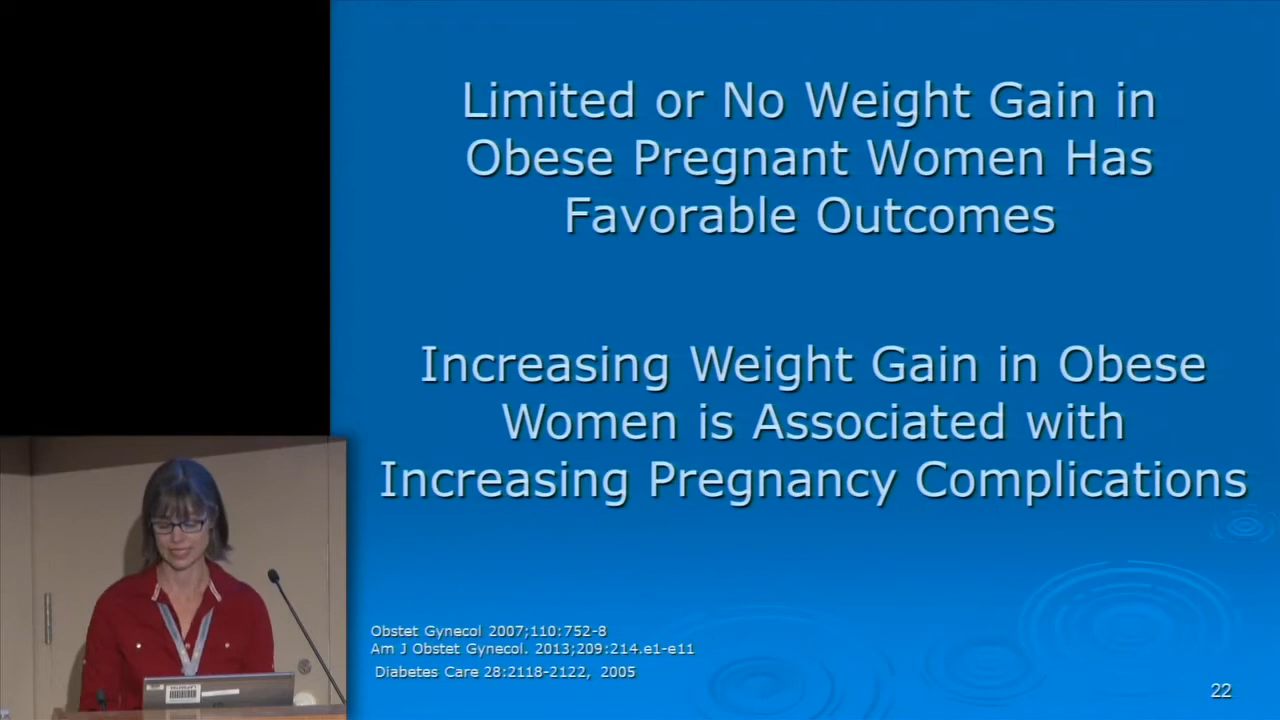 Limited or No Weight Gain in
Obese Pregnant Women Has
Favorable Outcomes
Increasing Weight Gain in Obese
Women is Associated with
Increasing Pregnancy Complications
Obstet Gynecol 2007;110:752-8
Am J Obstet Gynecol. 2013;209:214.e1-e11
Diabetes Care 28:2118-2122, 2005
22